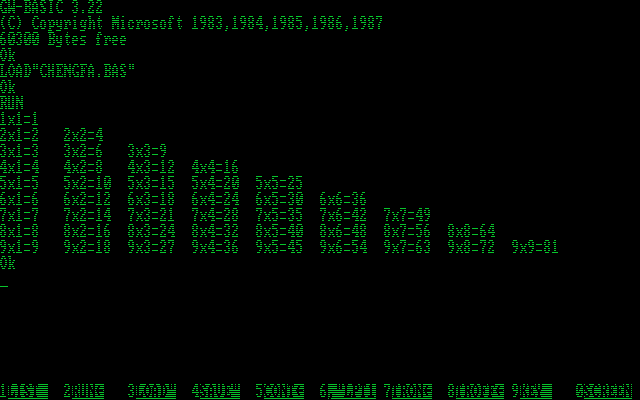 GW-BASIC 3.22
(C) Copyright Microsoft 1983,1984,1985,1986,1987
60300 Bytes free
Ok
LOAD"CHENGFA.BAS"
Ok
RUN
1x1=1
2x1=2 2x2=4
3x1=3 3x2=6 3x3=9
4x1=4 4x2=8 4x3=12 4x4=16
5x1=5 5x2=10 5x3=15 5x4=20 5x5=25
6x1=6 6x2=12 6x3=18 6x4=24 6x5=30 6x6=36
7x1=7 7x2=14 7x3=21 7x4=28 7x5=35 7x6=42 7x7=49
8x1=8 8x2=16 8x3=24 8x4=32 8x5=40 8x6=48 8x7=56 8x8=64
9x1=9 9x2=18 9x3=27 9x4=36 9x5=45 9x6=54 9x7=63 9x8=72 9x9=81
Ok
_
1LIST 2RUN← 3LOAD" 4SAVE" 5CONT← 6,"LPT1 7TRON← 8TROFF← 9KEY 0SCREEN